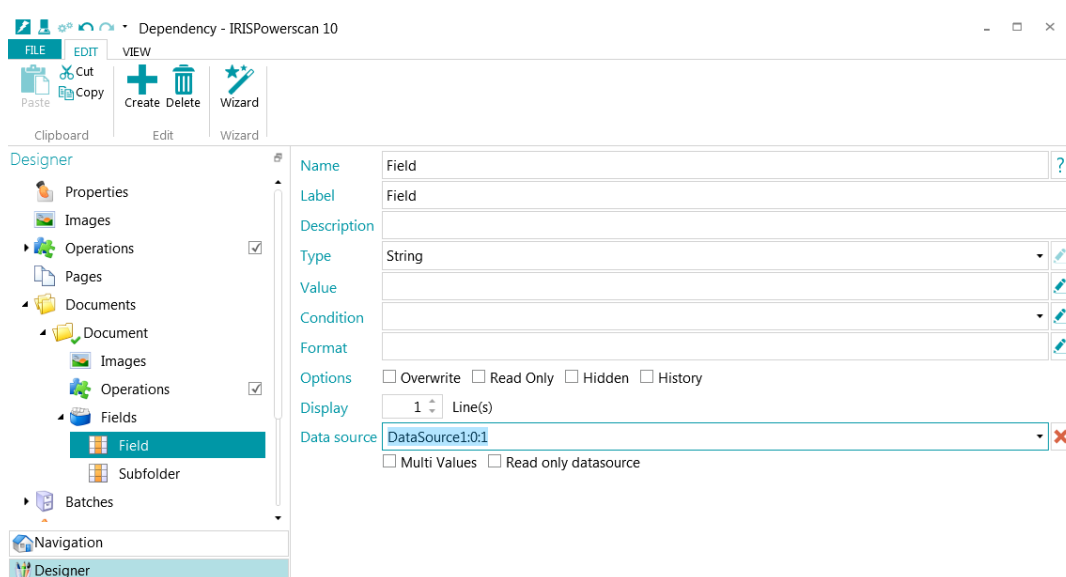 Dependency - IRISPowerscan 10
FILE EDIT VIEW
Paste Cut Copy Create Delete Wizard
Clipboard Edit Wizard
Designer
Properties
Images
Operations
Pages
Documents
Document
Images
Operations
Fields
Field
Subfolder
Batches
Navigation
Designer
Name Field ?
Label Field
Description
Type String
Value
Condition
Format
Options Overwrite Read Only Hidden History
Display 1 Line(s)
Data source DataSource1:0:1
Multi Values Read only datasource